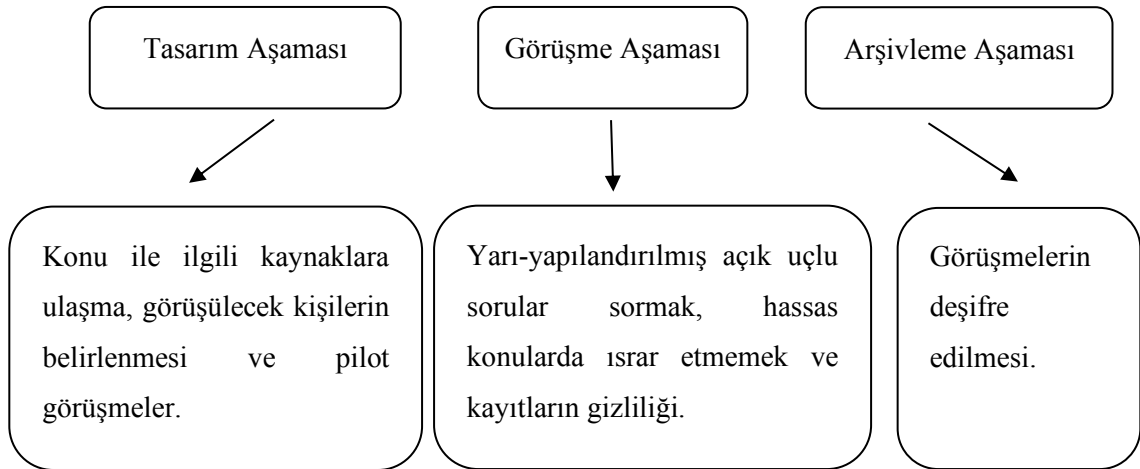 Tasarım Aşaması
Görüşme Aşaması
Arşivleme Aşaması
Konu ile ilgili kaynaklara
ulaşma, görüşülecek kişilerin
belirlenmesi ve pilot
görüşmeler.
Yarı-yapılandırılmış açık uçlu
sorular sormak, hassas
konularda ısrar etmemek ve
kayıtların gizliliği.
Görüşmelerin
deşifre
edilmesi.